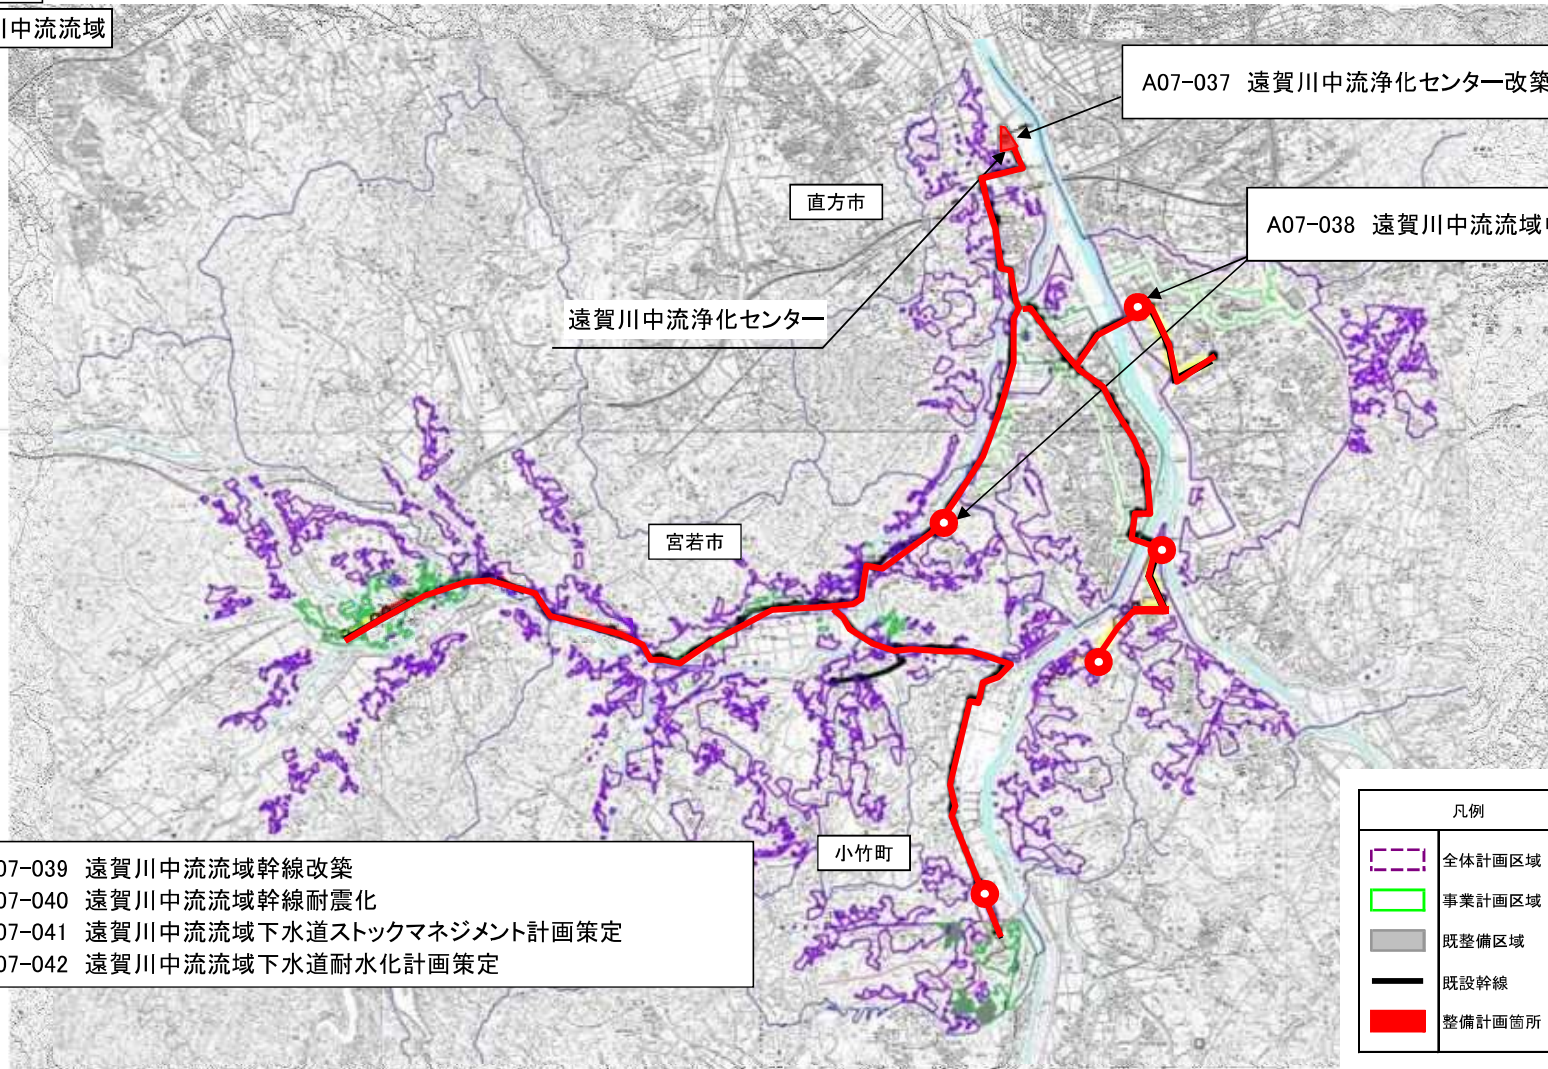 川中流流域
A07-037 遠賀川中流浄化センター改築
直方市
A07-038 遠賀川中流流域
遠賀川中流浄化センター
宮若市
小竹町
07-039 遠賀川中流流域幹線改築
07-040 遠賀川中流流域幹線耐震化
07-041 遠賀川中流流域下水道ストックマネジメント計画策定
07-042 遠賀川中流流域下水道耐水化計画策定
凡例
全体計画区域
事業計画区域
既整備区域
既設幹線
整備計画箇所